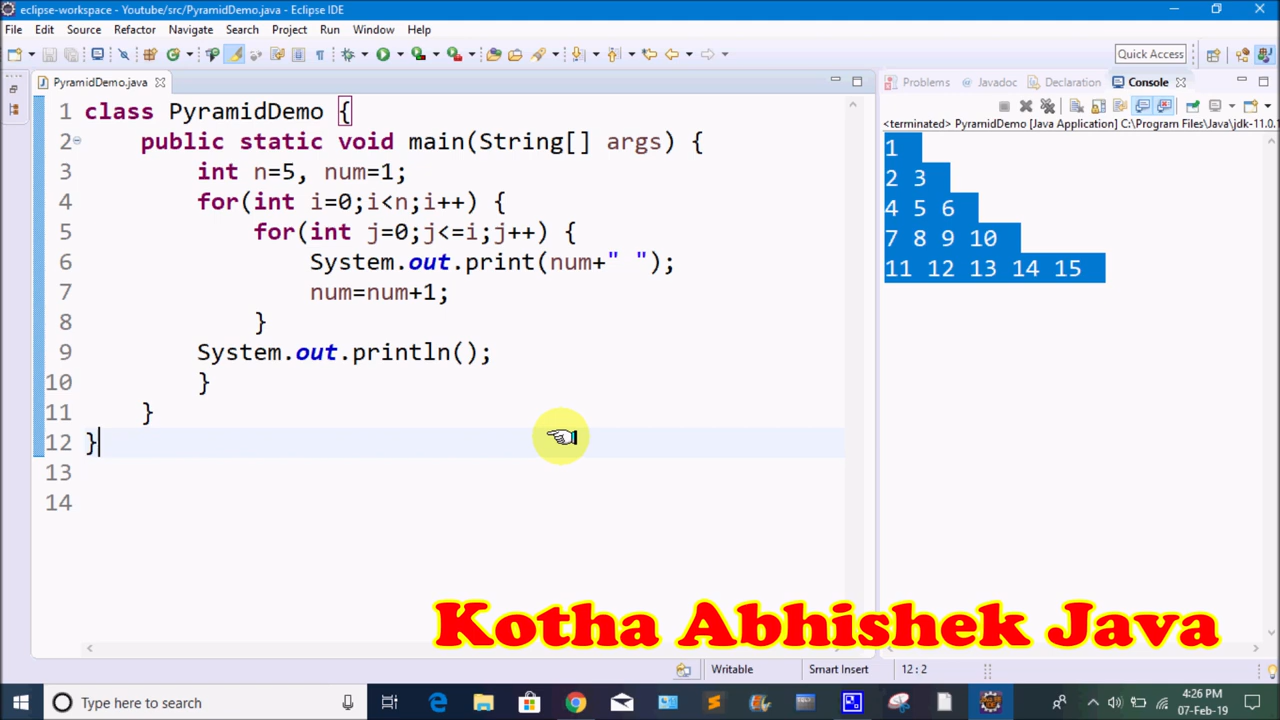 eclipse-workspace - Youtube/src/PyramidDemo.java - Eclipse IDE
File Edit Source Refactor Navigate Search Project Run Window Help
Quick Access
PyramidDemo.java
1 class PyramidDemo {
2 public static void main(String[] args) {
3 int n=5, num=1;
4 for(int i=0;i<n;i++) {
5 for(int j=0;j<=i;j++) {
6 System.out.print(num+" ");
7 num=num+1;
8 }
9 System.out.println();
10 }
11 }
12 }
13
14
Problems Javadoc Declaration Console
<terminated> PyramidDemo [Java Application] C:\Program Files\Java\jdk-11.0.1
1
2 3
4 5 6
7 8 9 10
11 12 13 14 15
Kotha Abhishek Java
Writable Smart Insert 12 : 2
Type here to search
4:26 PM
07-Feb-19